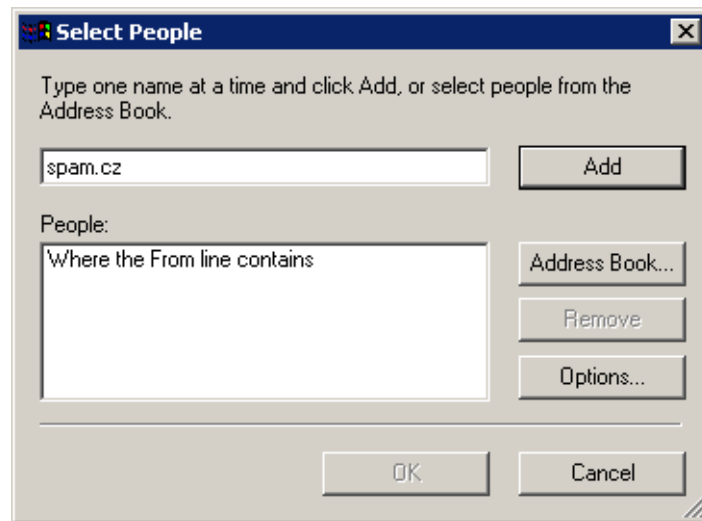 Select People
Type one name at a time and click Add, or select people from the
Address Book.
spam.cz
Add
People:
Where the From line contains
Address Book...
Remove
Options...
OK
Cancel